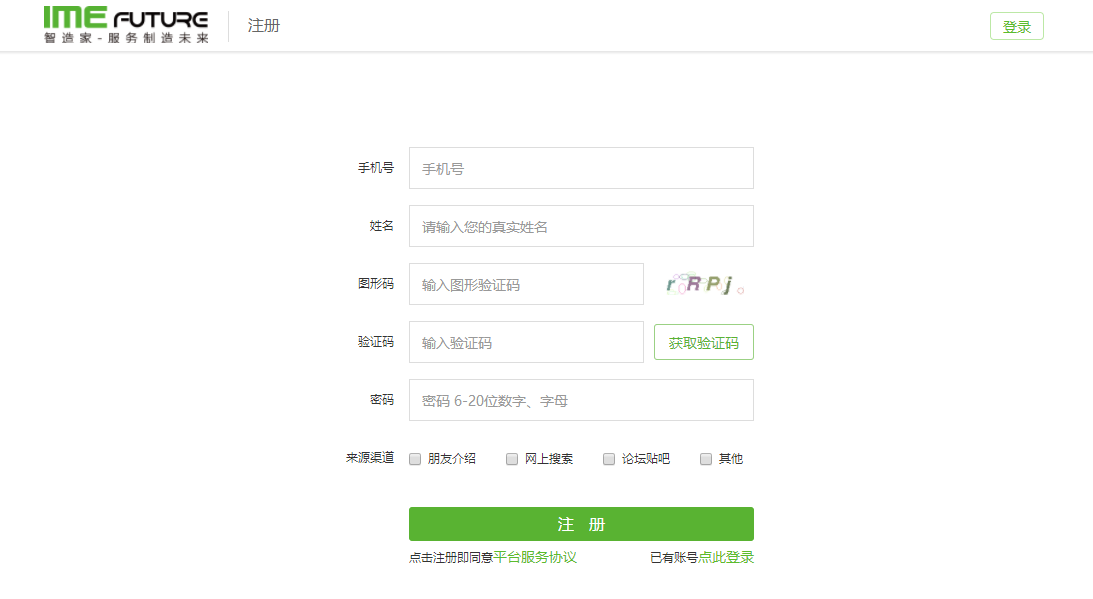 IME FUTURE
智造家-服务制造未来
注册
登录
手机号 手机号
姓名 请输入您的真实姓名
图形码 输入图形验证码 rRPj
验证码 输入验证码 获取验证码
密码 密码 6-20位数字、字母
来源渠道 朋友介绍 网上搜索 论坛贴吧 其他
注 册
点击注册即同意平台服务协议 已有账号点此登录